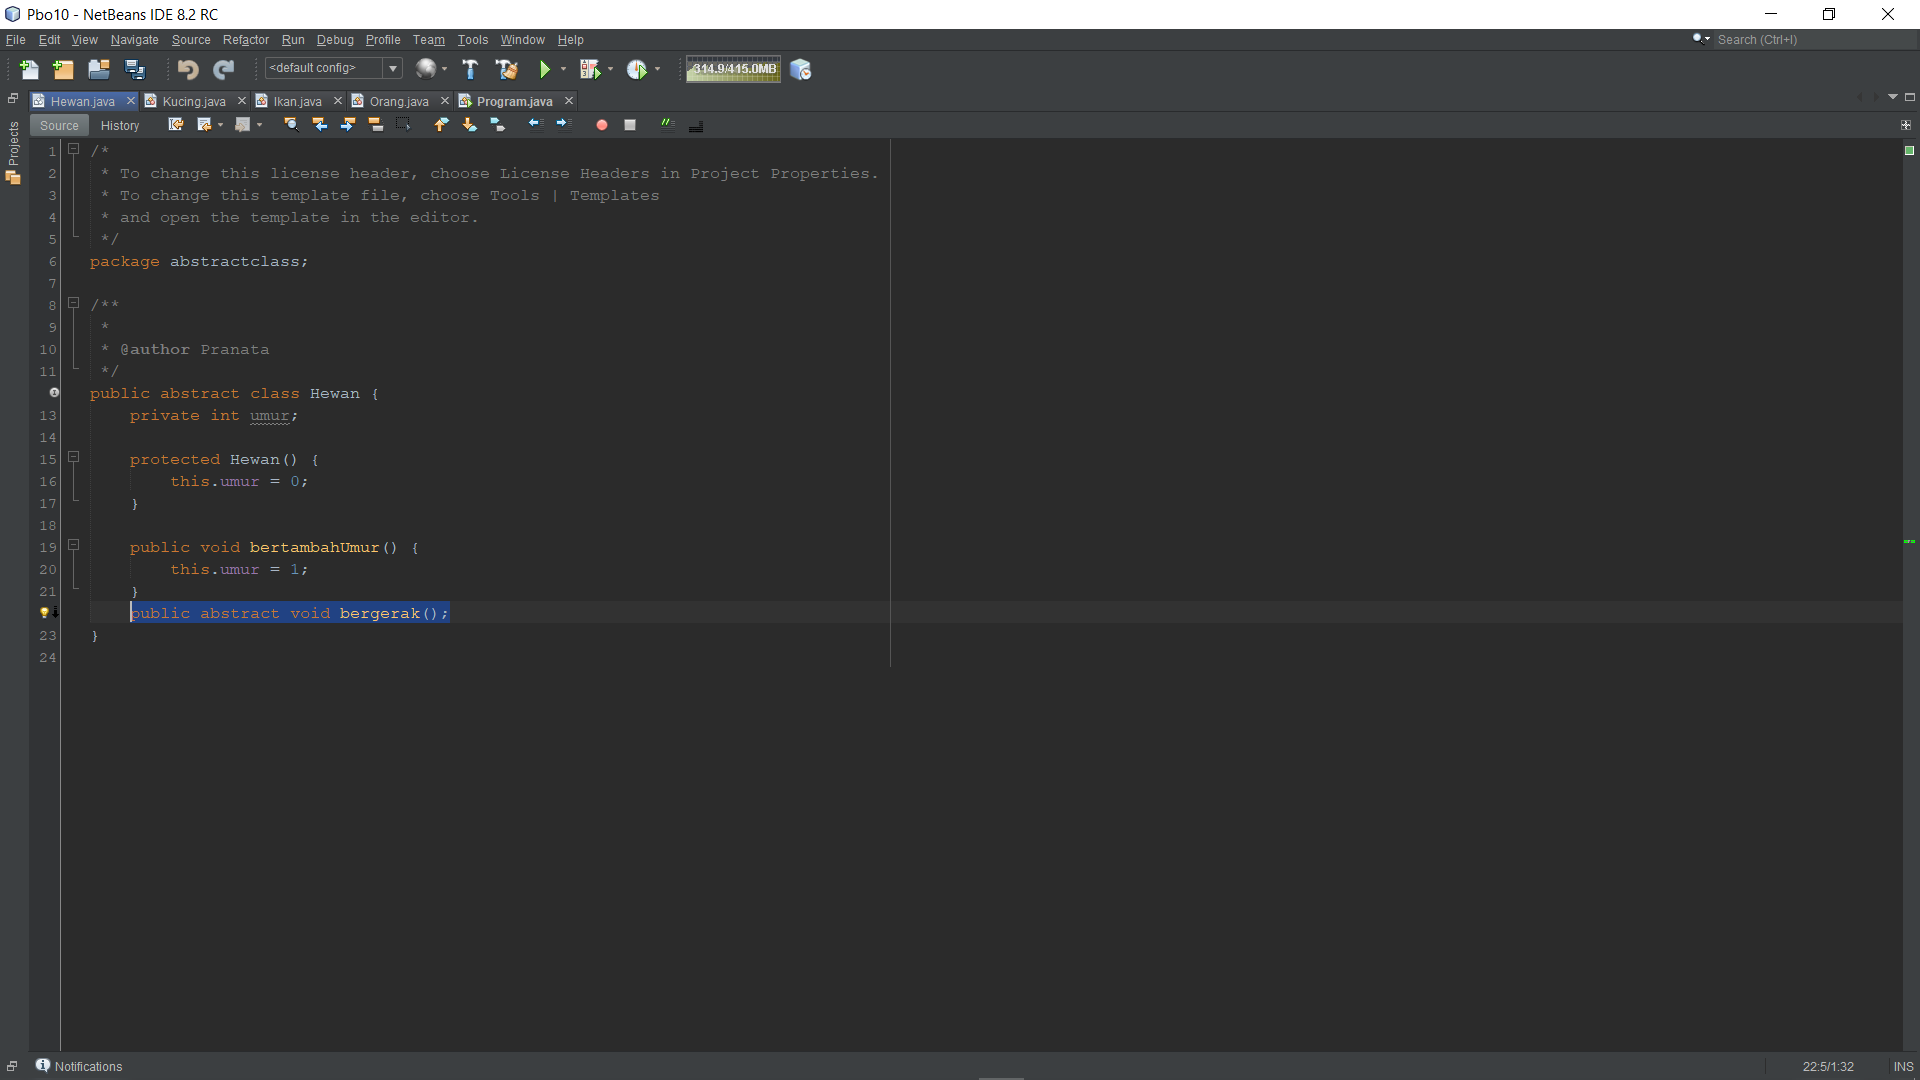 Pbo10 - NetBeans IDE 8.2 RC
File Edit View Navigate Source Refactor Run Debug Profile Team Tools Window Help
Search (Ctrl+I)
<default config>
314.9/415.0MB
Hewan.java Kucing.java Ikan.java Orang.java Program.java
Source History
Projects
1 /*
2 * To change this license header, choose License Headers in Project Properties.
3 * To change this template file, choose Tools | Templates
4 * and open the template in the editor.
5 */
6 package abstractclass;
7
8 /**
9 *
10 * @author Pranata
11 */
public abstract class Hewan {
13 private int umur;
14
15 protected Hewan() {
16 this.umur = 0;
17 }
18
19 public void bertambahUmur() {
20 this.umur = 1;
21 }
public abstract void bergerak();
23 }
24
Notifications
22:5/1:32 INS